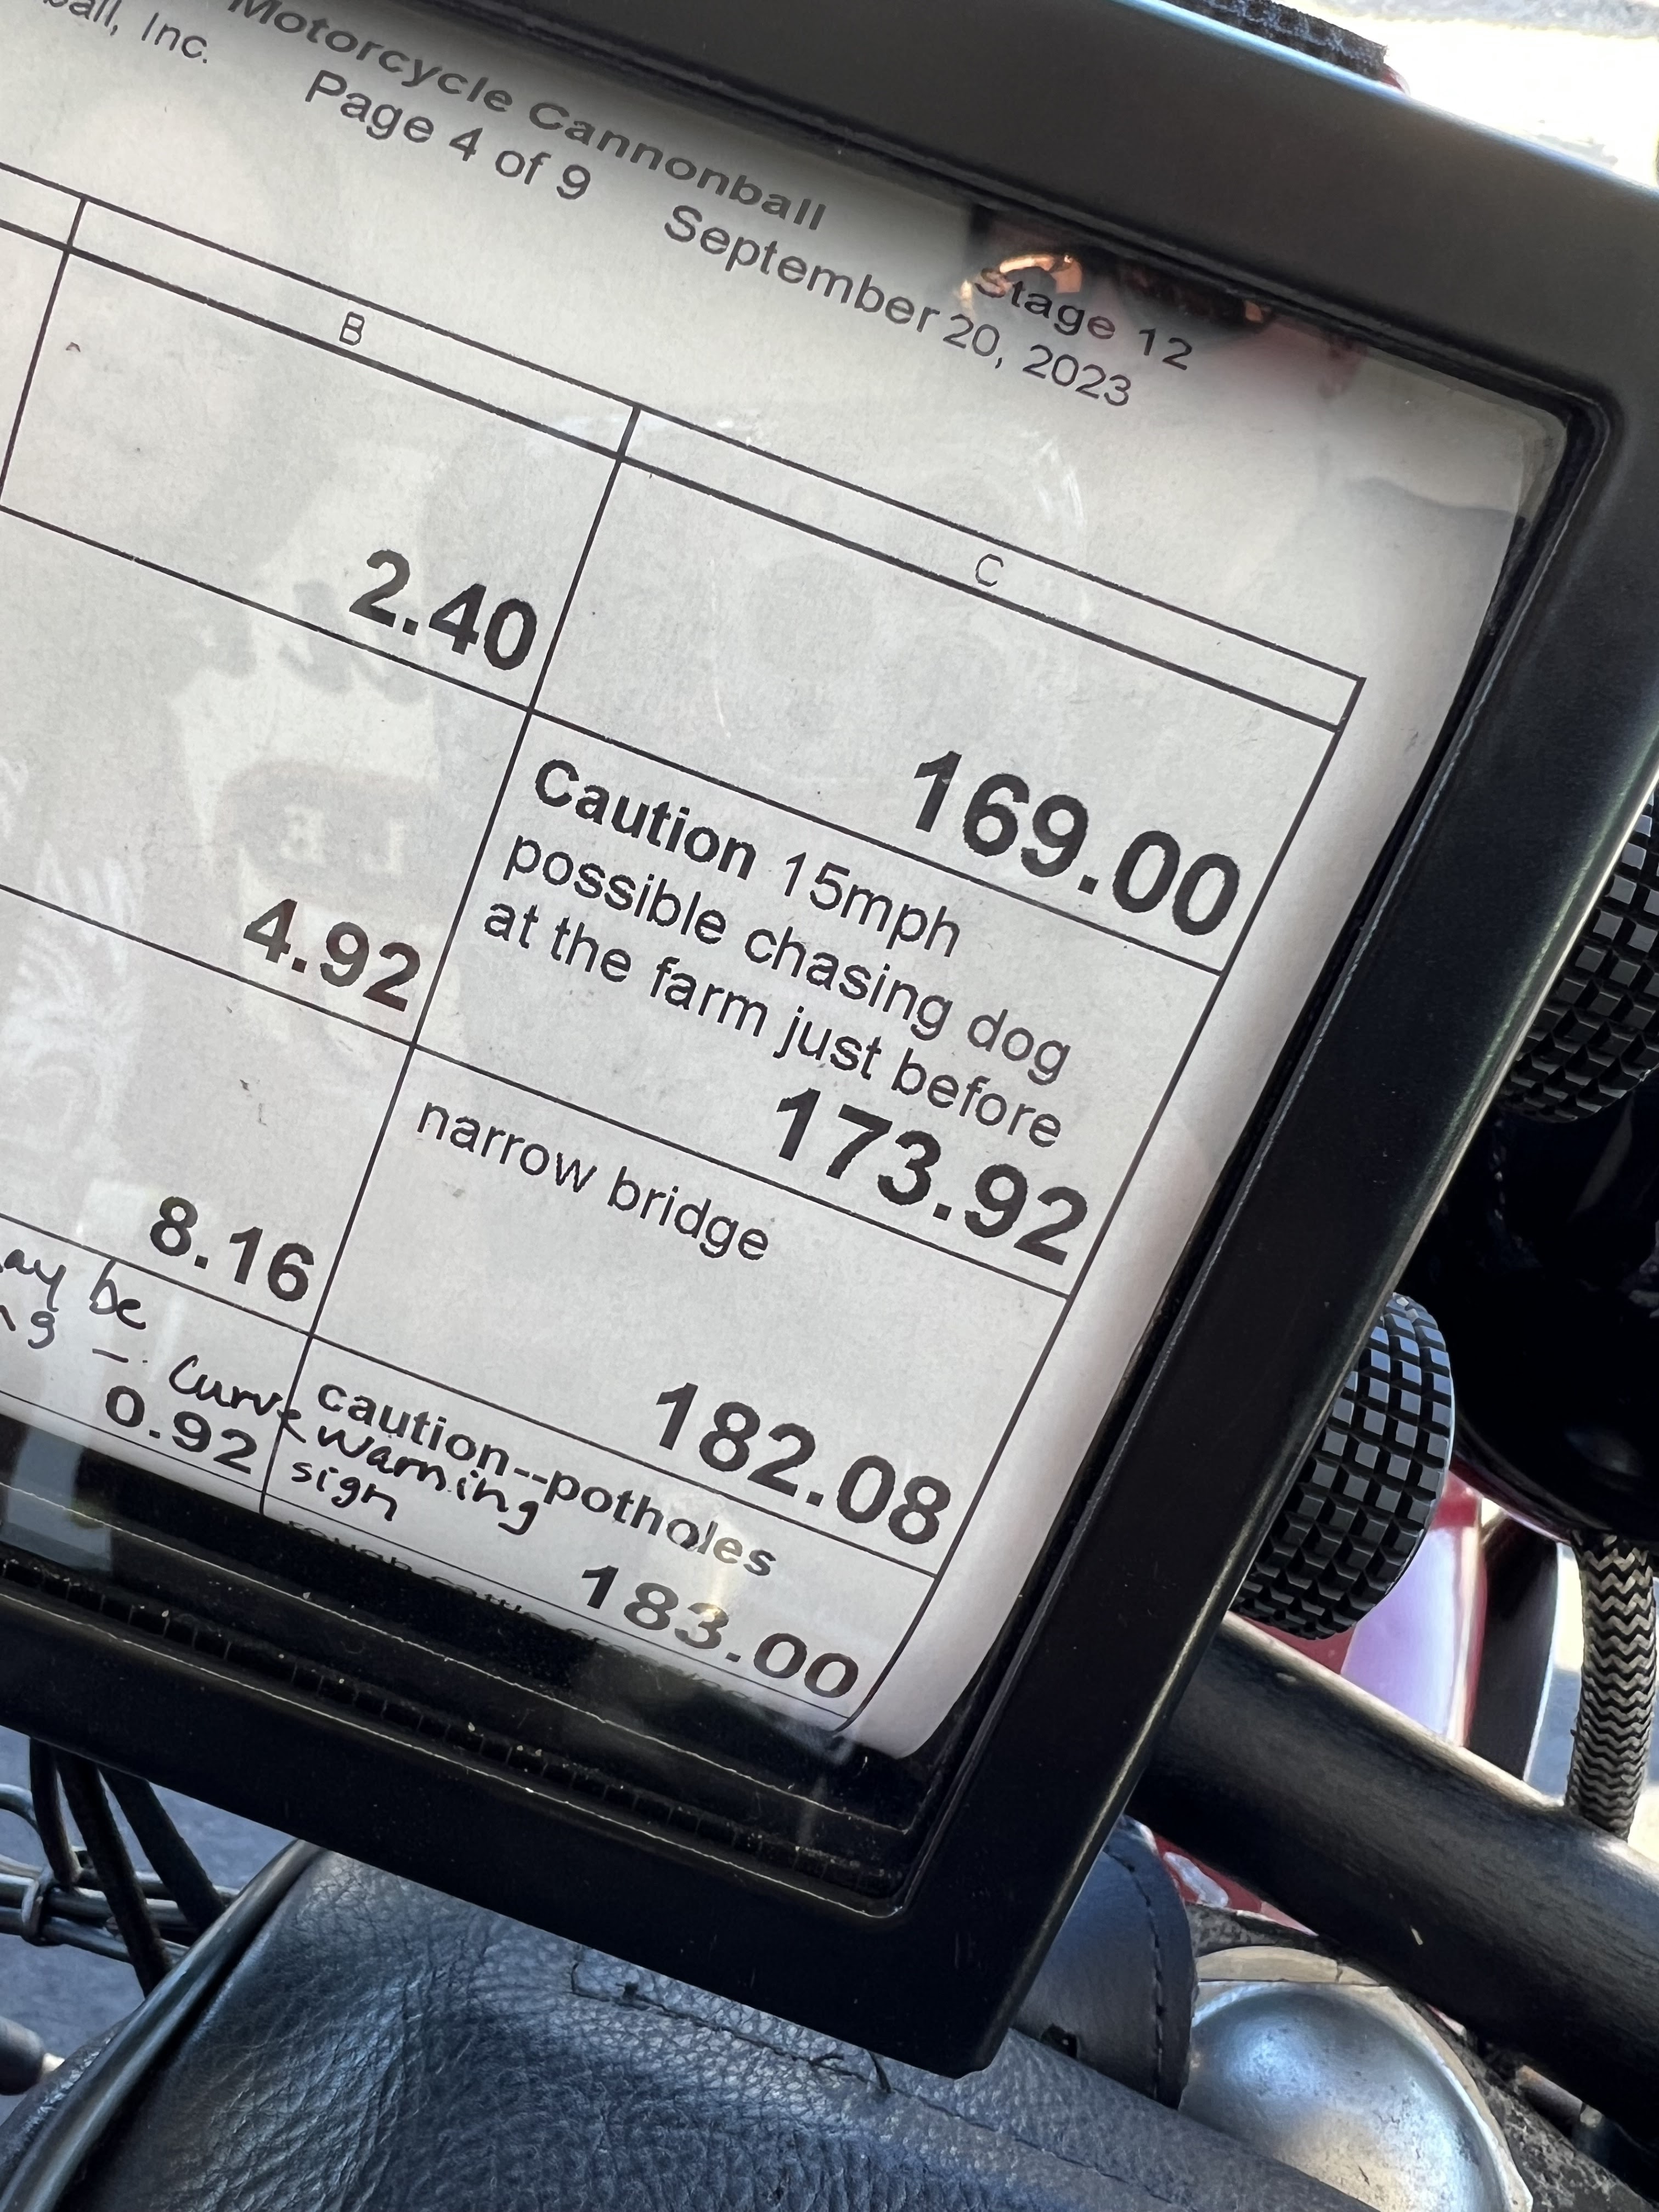 ball, Inc.
Motorcycle Cannonball
Page 4 of 9
Stage 12
September 20, 2023
B
C
2.40
169.00
4.92
Caution 15mph
possible chasing dog
at the farm just before
173.92
8.16
narrow bridge
182.08
ay be
curve warning
sign
0.92
caution--potholes
183.00